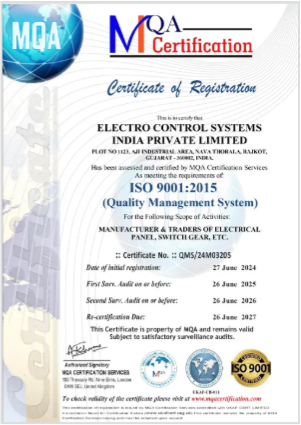 MQA
MQA
Certification
Certificate of Registration
This is to certify that
ELECTRO CONTROL SYSTEMS
INDIA PRIVATE LIMITED
INDUSTRIAL AREA, NAVA THORALA, RAJKOT,
GUJARAT - 360002, INDIA.
Has been assessed and certified by MQA Certification Services
As meeting the requirements of
ISO 9001:2015
(Quality Management System)
For the Following Scope of Activities:
MANUFACTURER & TRADERS OF ELECTRICAL
PANEL, SWITCH GEAR, ETC.
:: Certificate No. :: QMS/24M03205
Date of initial registration: 27 June 2024
First Surv. Audit on or before: 26 June 2025
Second Surv. Audit on or before: 26 June 2026
Re-certification Due: 26 June 2027
This Certificate is property of MQA and remains valid
Subject to satisfactory surveillance audits.
Authorized Signatory
MQA CERTIFICATION SERVICES
United Kingdom
ISO 9001
To check validity of the certificate please visit at www.mqacertification.com